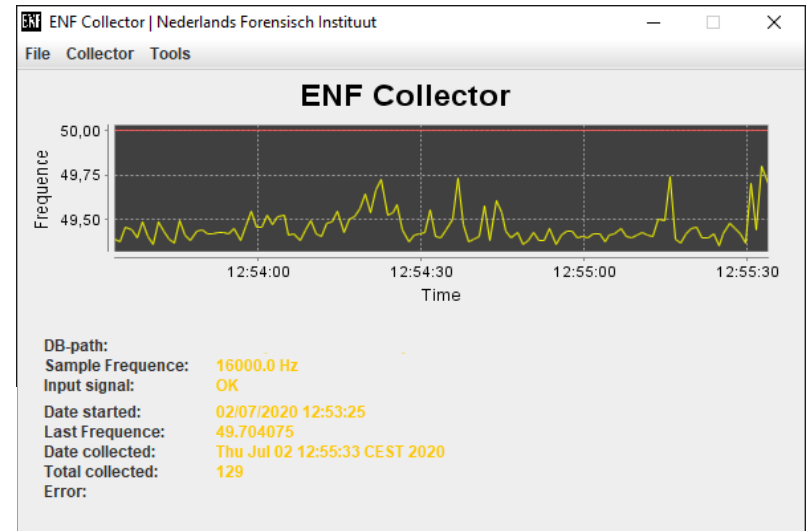 ENF ENF Collector | Nederlands Forensisch Instituut
File Collector Tools
ENF Collector
Frequence
50,00
49,75
49,50
12:54:00 12:54:30 12:55:00 12:55:30
Time
DB-path:
Sample Frequence: 16000.0 Hz
Input signal: OK
Date started: 02/07/2020 12:53:25
Last Frequence: 49.704075
Date collected: Thu Jul 02 12:55:33 CEST 2020
Total collected: 129
Error: